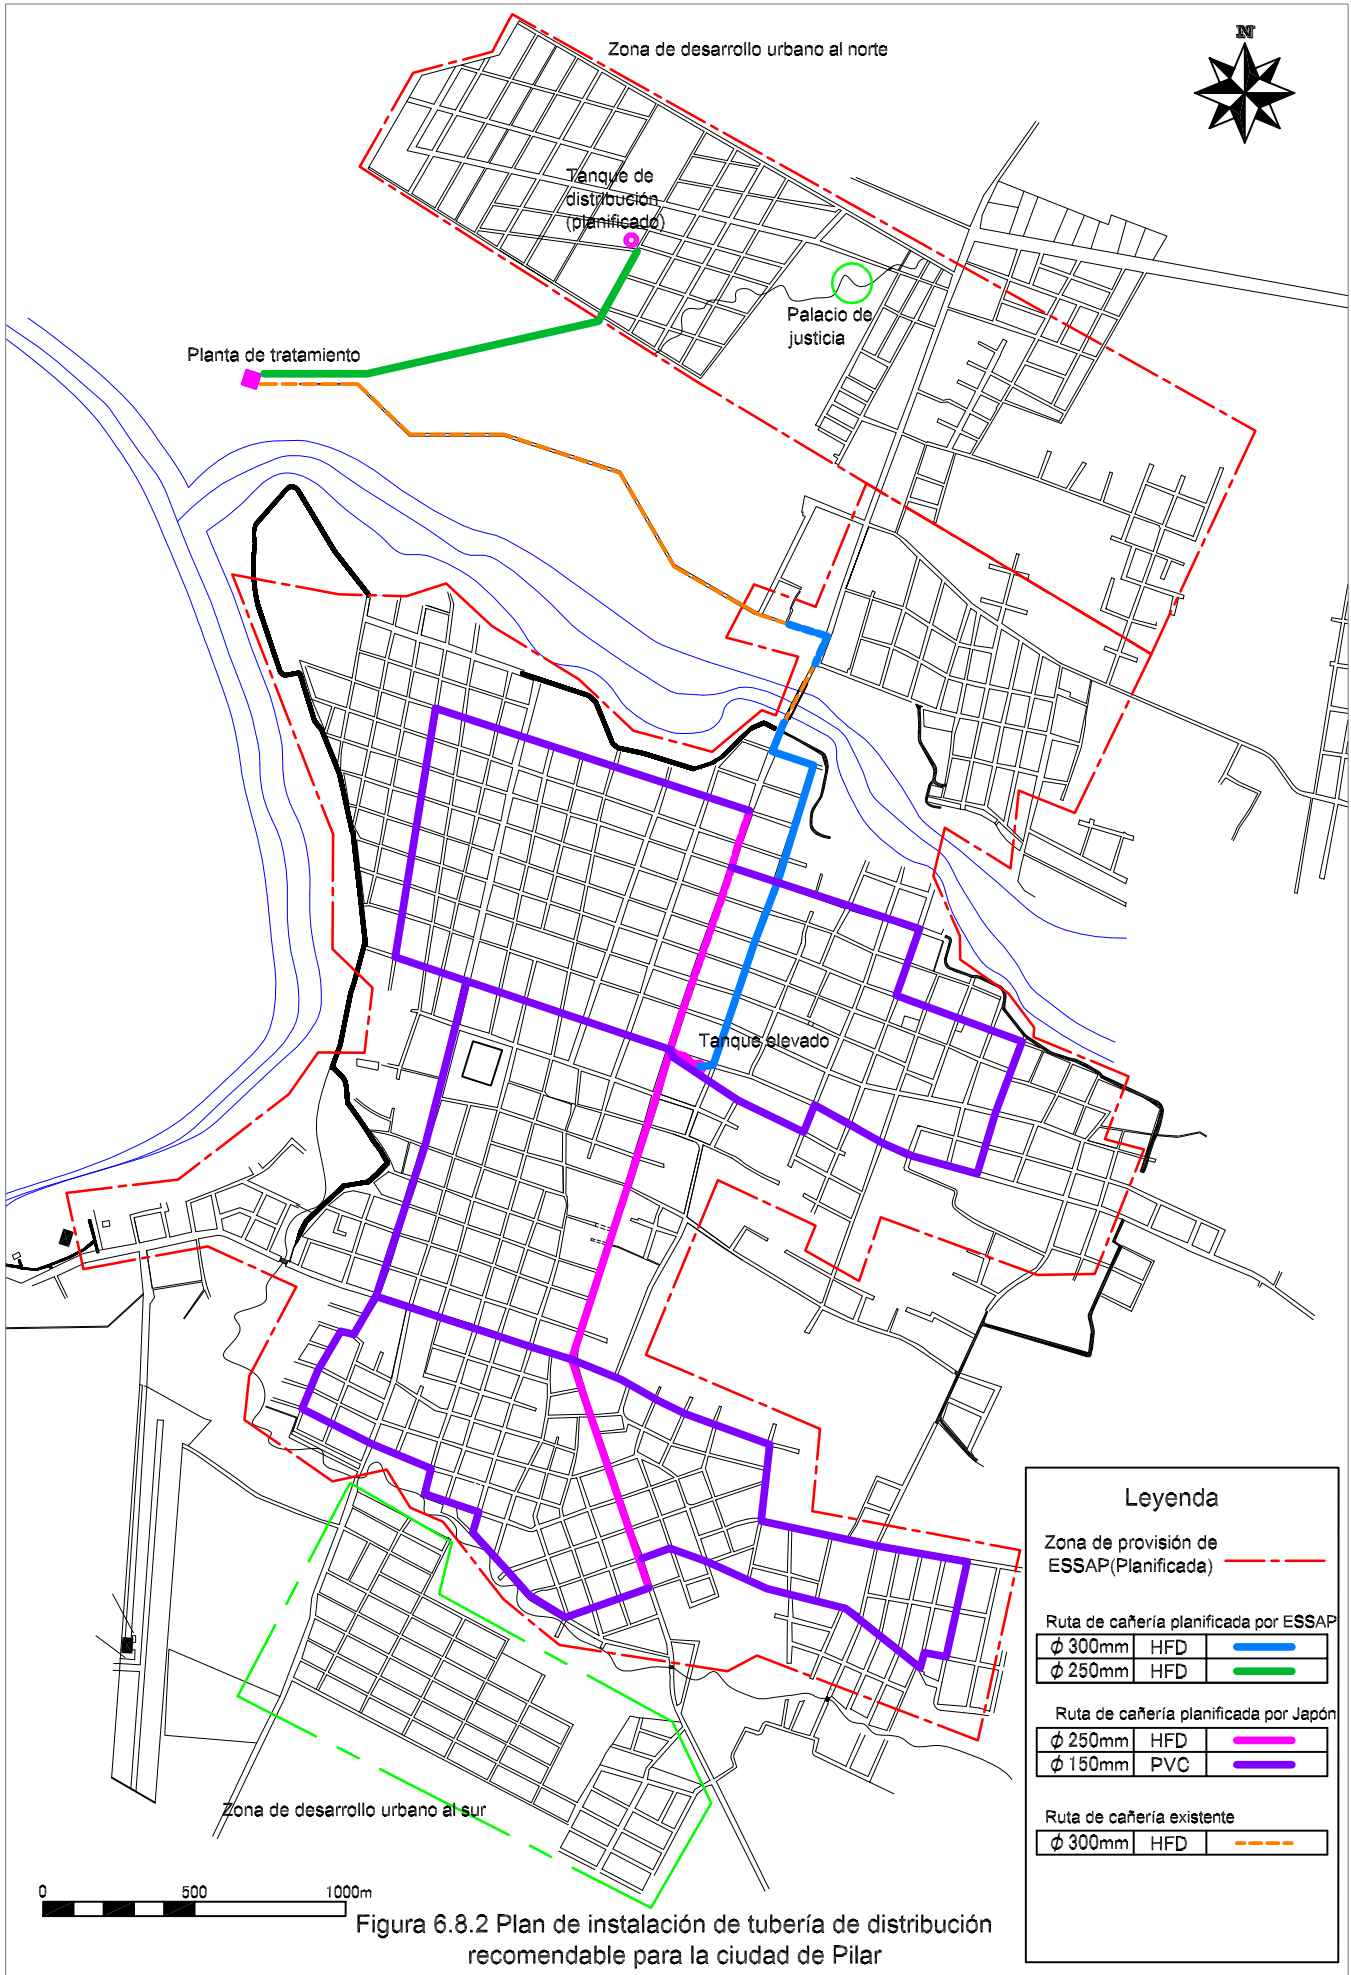 N
Zona de desarrollo urbano al norte
Tanque de
distribución
(planificado)
Palacio de
justicia
Planta de tratamiento
Tanque elevado
Leyenda
Zona de provisión de
ESSAP(Planificada)
Ruta de cañería planificada por ESSAP
ϕ 300mm HFD
ϕ 250mm HFD
Ruta de cañería planificada por Japón
ϕ 250mm HFD
ϕ 150mm PVC
Ruta de cañería existente
ϕ 300mm HFD
Zona de desarrollo urbano al sur
0 500 1000m
Figura 6.8.2 Plan de instalación de tubería de distribución
recomendable para la ciudad de Pilar